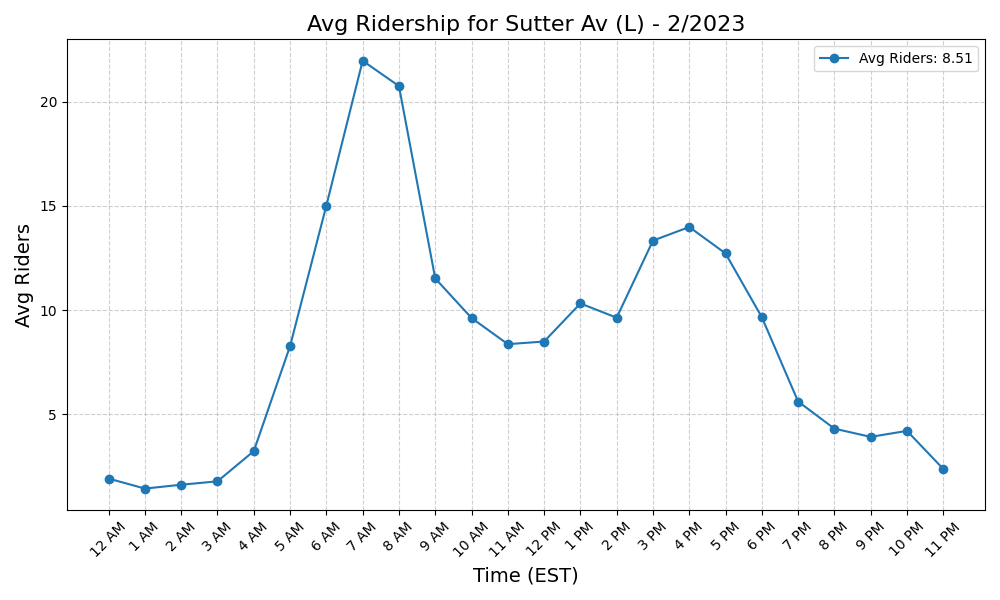 Avg Ridership for Sutter Av (L) - 2/2023
Avg Riders: 8.51
Avg Riders
20
15
10
5
12 AM
1 AM
2 AM
3 AM
4 AM
5 AM
6 AM
7 AM
8 AM
9 AM
10 AM
11 AM
12 PM
1 PM
2 PM
3 PM
4 PM
5 PM
6 PM
7 PM
8 PM
9 PM
10 PM
11 PM
Time (EST)